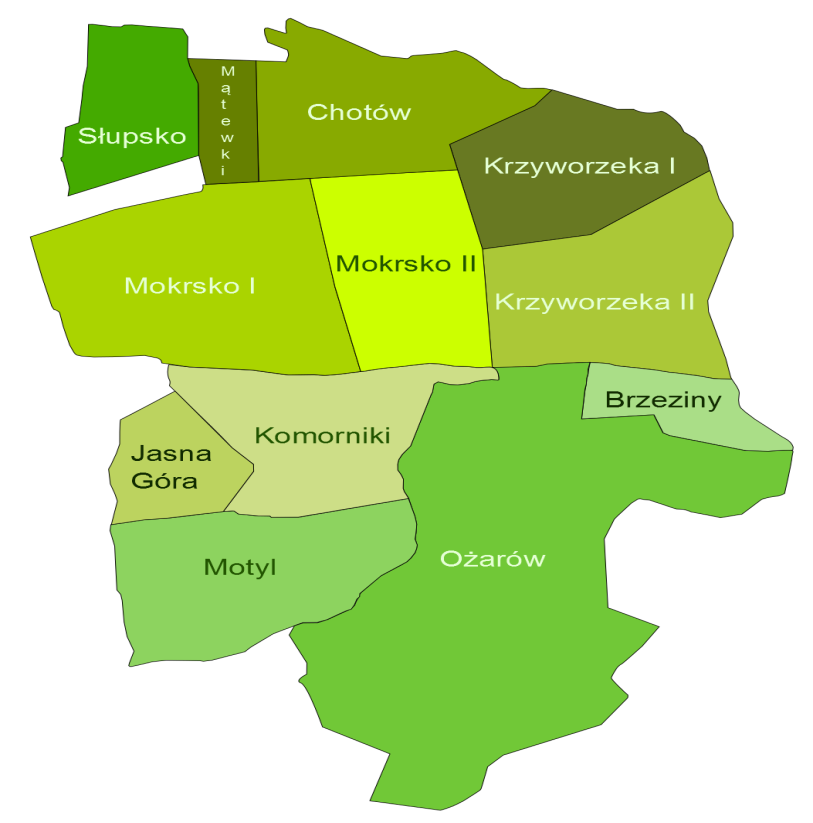 Słupsko
Mątewki
Chotów
Krzyworzeka I
Mokrsko I
Mokrsko II
Krzyworzeka II
Brzeziny
Komorniki
Jasna
Góra
Motyl
Ożarów